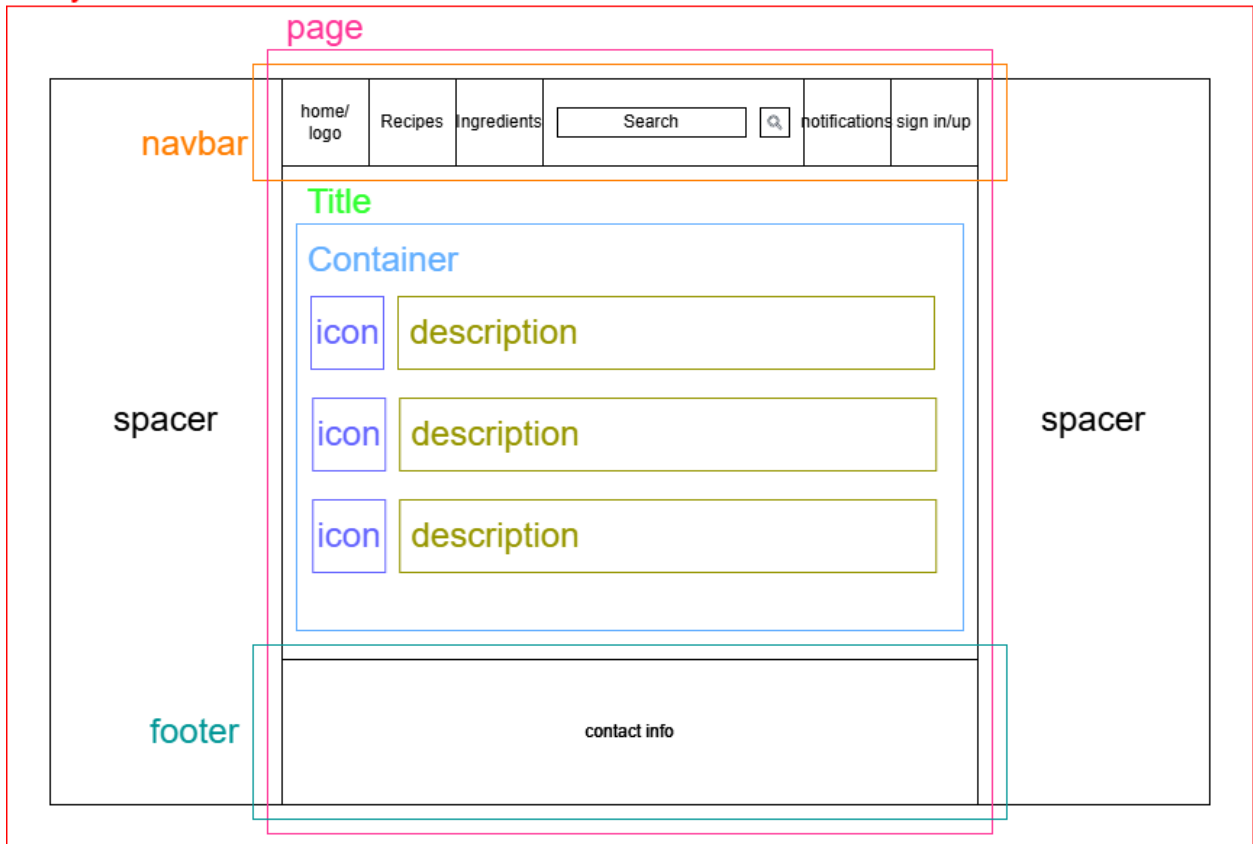 page
navbar
home/
logo
Recipes
Ingredients
Search
notifications
sign in/up
Title
Container
icon
description
spacer
icon
description
spacer
icon
description
footer
contact info